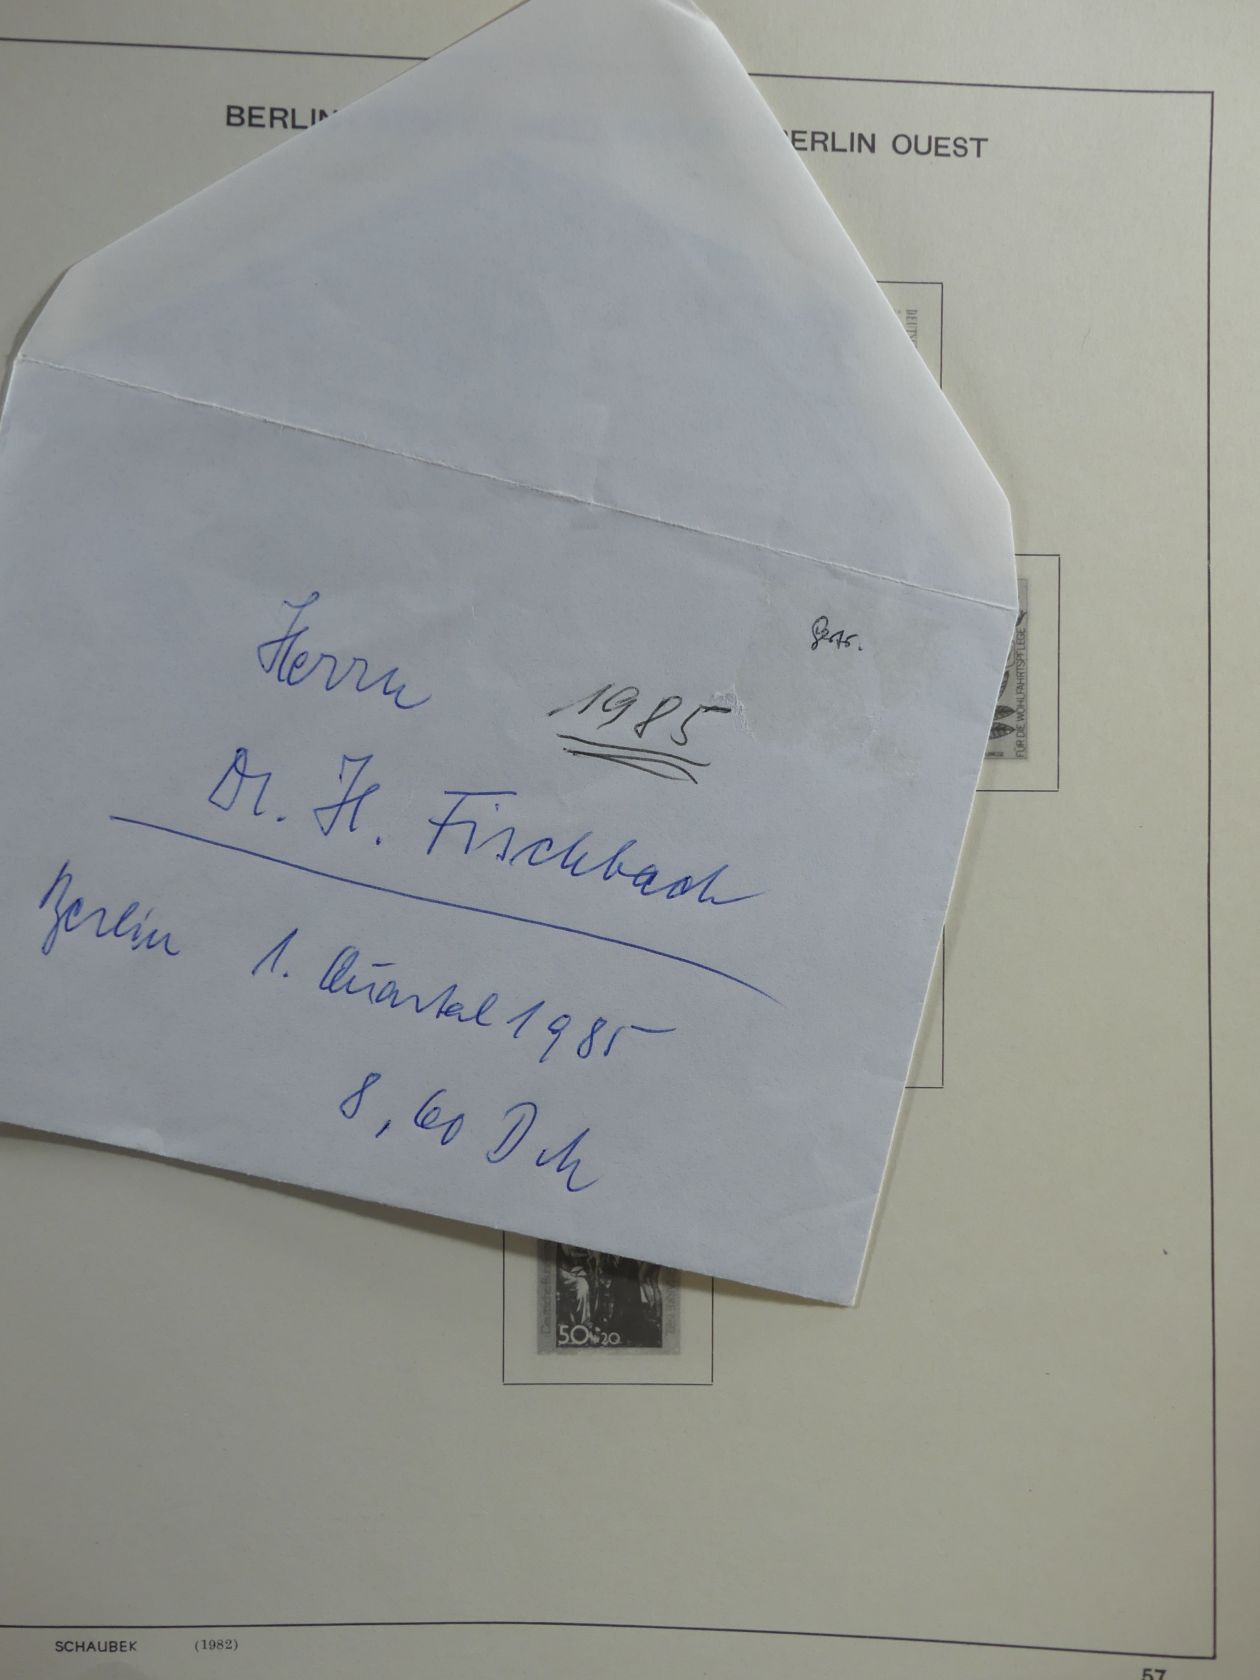 BERLIN
BERLIN OUEST
FÜR DIE WOHLFAHRTSPFLEGE
Herrn
1985
Dr. H. Fischbach
Berlin 1. Quartal 1985
8,60 DM
50+20
SCHAUBEK (1982)
57